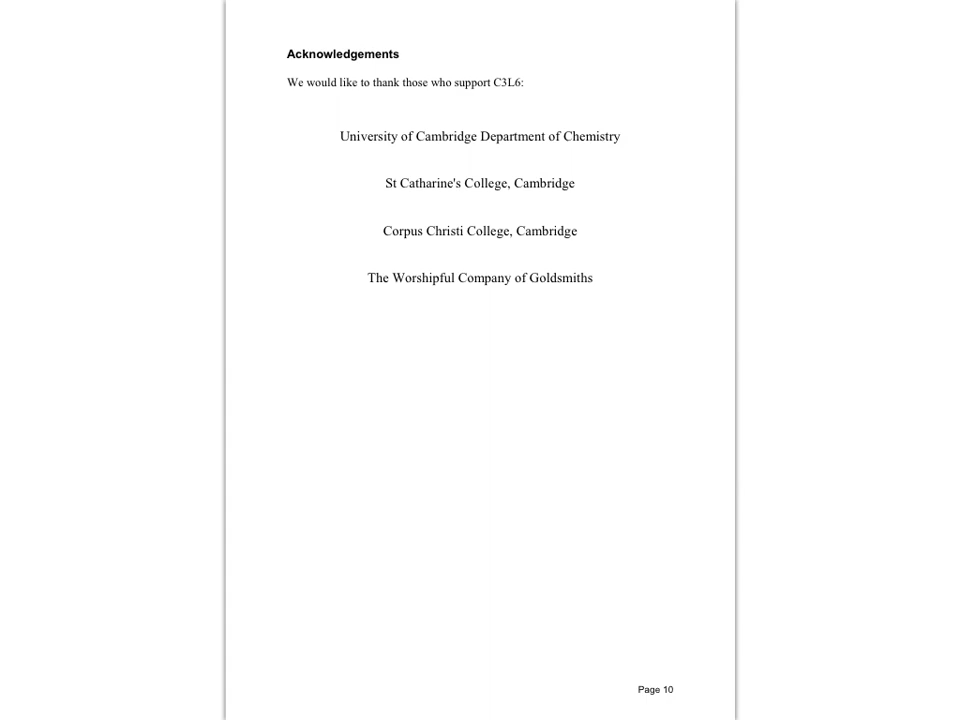 Acknowledgements
We would like to thank those who support C3L6:
University of Cambridge Department of Chemistry
St Catharine's College, Cambridge
Corpus Christi College, Cambridge
The Worshipful Company of Goldsmiths
Page 10